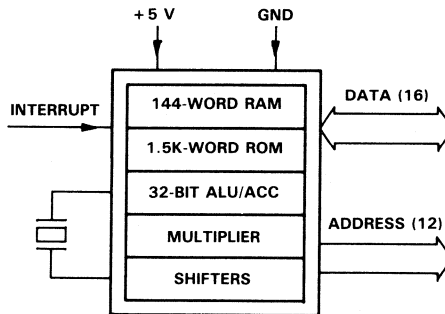 +5 V
GND
INTERRUPT
144-WORD RAM
1.5K-WORD ROM
32-BIT ALU/ACC
MULTIPLIER
SHIFTERS
DATA (16)
ADDRESS (12)